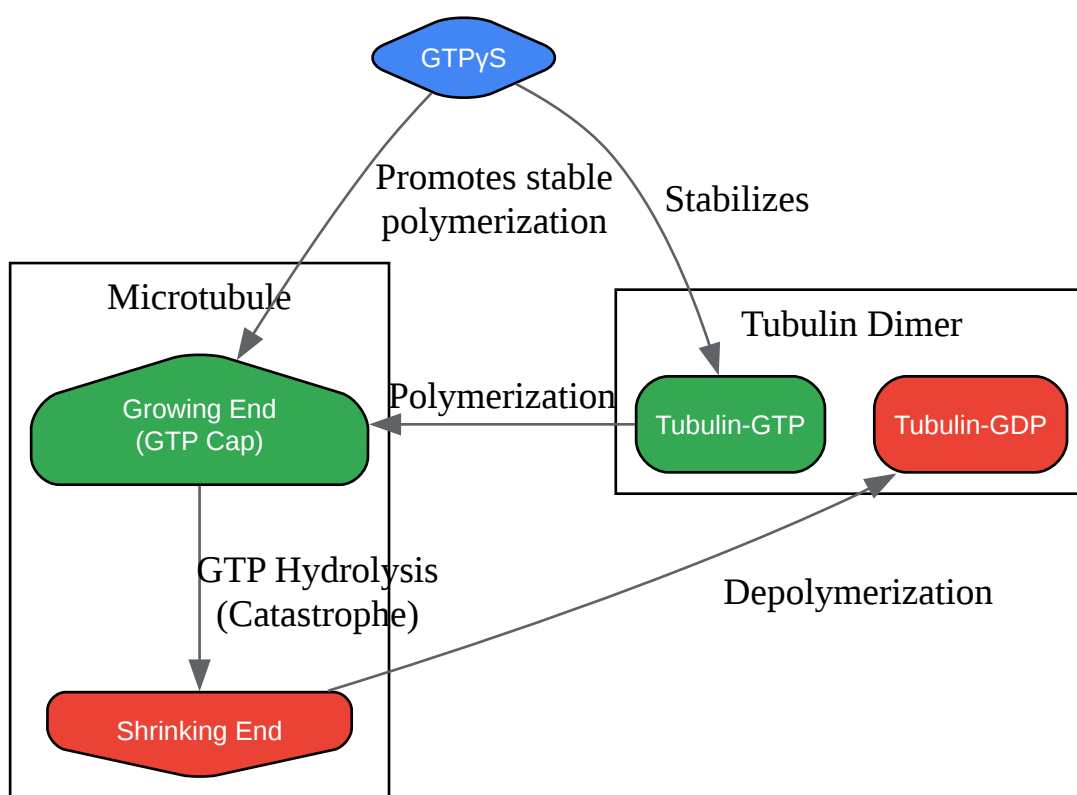 GTPγS
Promotes stable
polymerization
Stabilizes
Microtubule
Tubulin Dimer
Growing End
(GTP Cap)
Polymerization
Tubulin-GTP
Tubulin-GDP
GTP Hydrolysis
(Catastrophe)
Depolymerization
Shrinking End